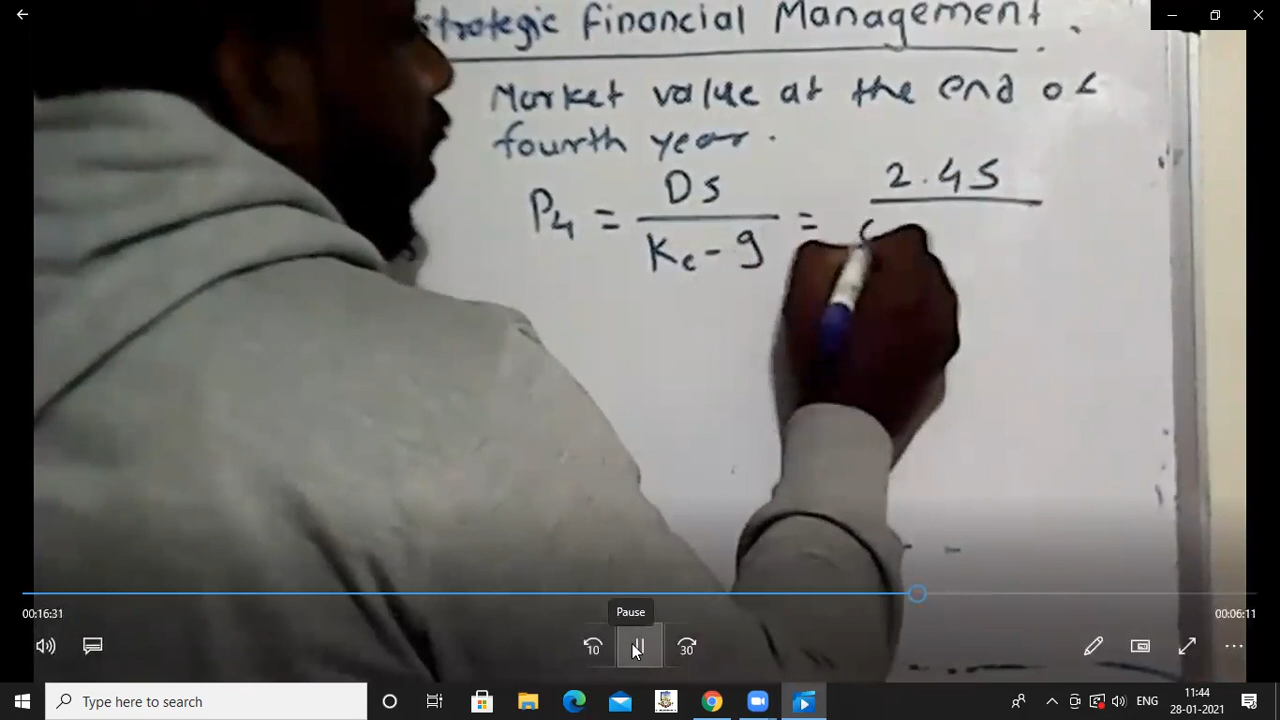 Strategic Financial Management.
Market value at the end of
fourth year.
P4 = D5 / Kc - g = 2.45
00:16:31
Pause
00:06:11
10
30
Type here to search
ENG
11:44
28-01-2021